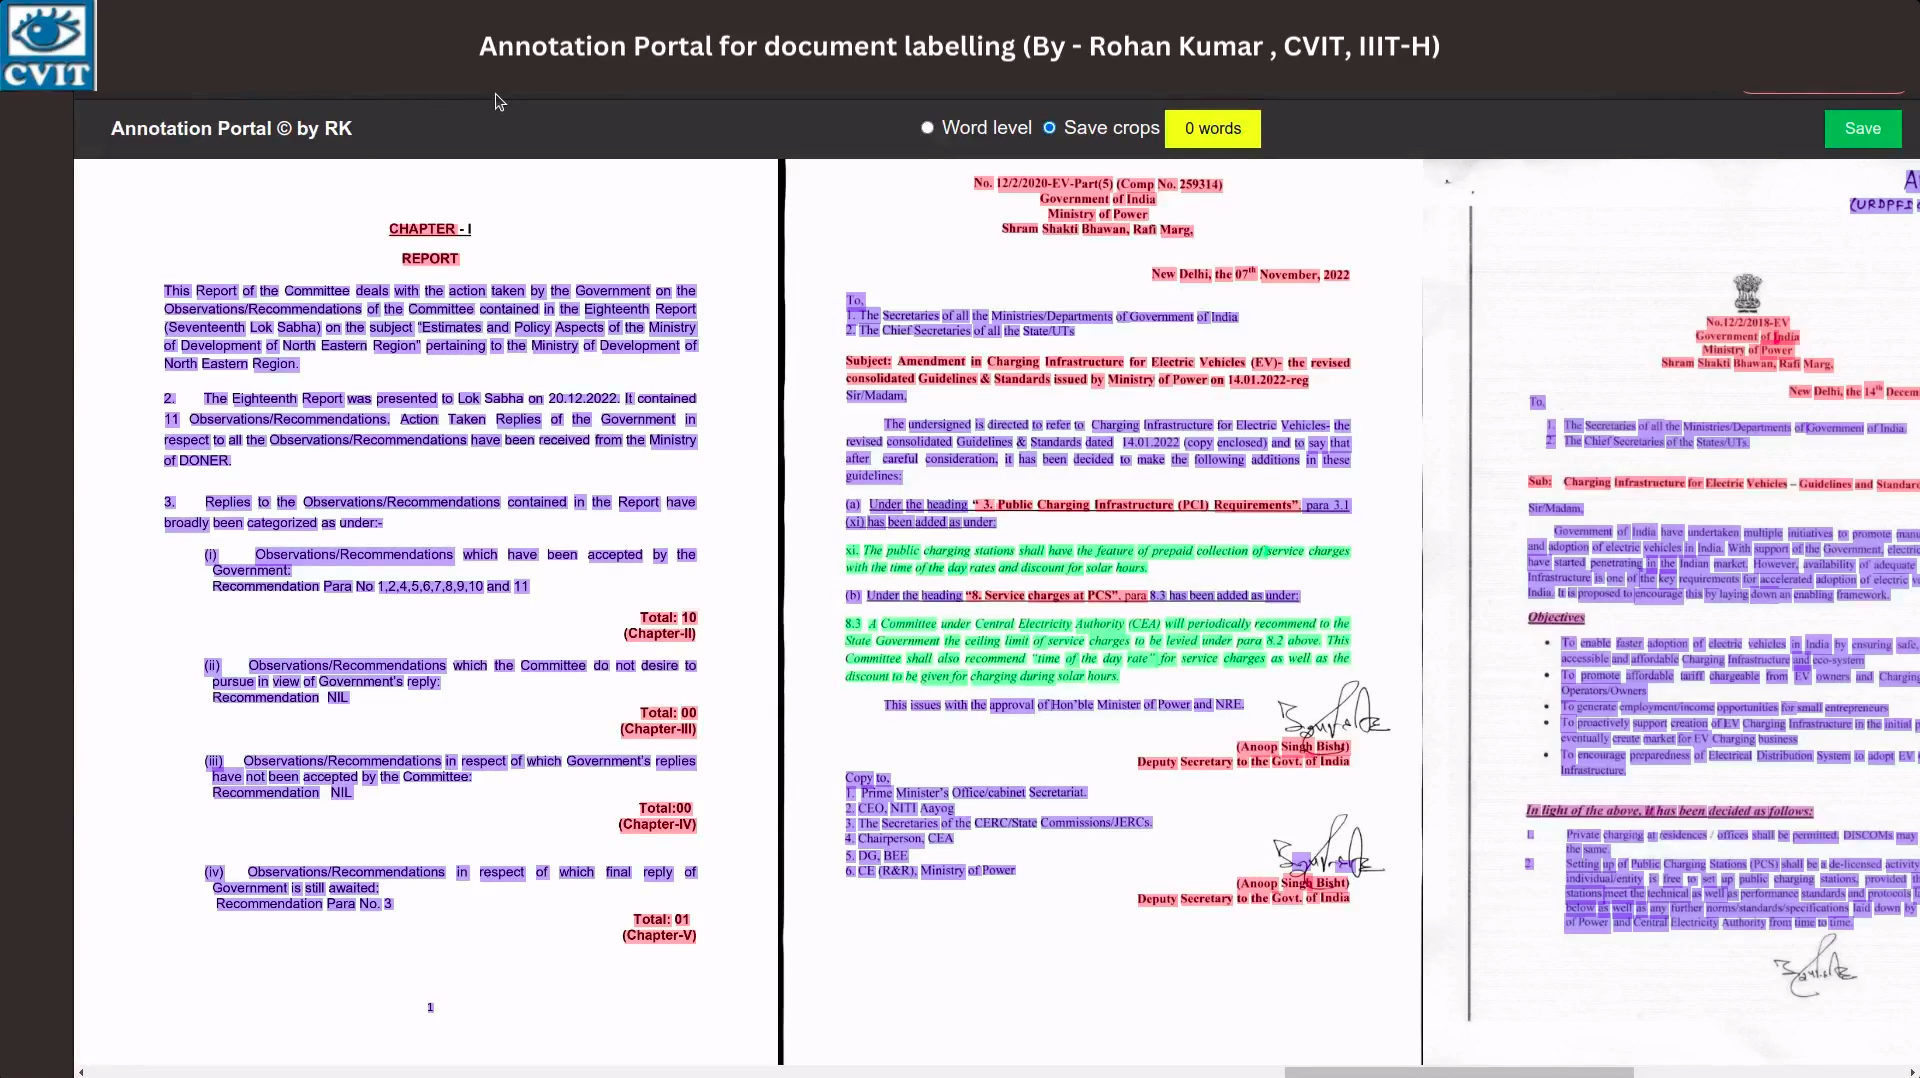 CVIT
Annotation Portal for document labelling (By - Rohan Kumar , CVIT, IIIT-H)
Annotation Portal © by RK
Word level
Save crops
0 words
Save
CHAPTER - I
REPORT
This Report of the Committee deals with the action taken by the Government on the
Observations/Recommendations of the Committee contained in the Eighteenth Report
(Seventeenth Lok Sabha) on the subject "Estimates and Policy Aspects of the Ministry
of Development of North Eastern Region" pertaining to the Ministry of Development of
North Eastern Region.
2. The Eighteenth Report was presented to Lok Sabha on 20.12.2022. It contained
11 Observations/Recommendations. Action Taken Replies of the Government in
respect to all the Observations/Recommendations have been received from the Ministry
of DONER.
3. Replies to the Observations/Recommendations contained in the Report have
broadly been categorized as under:-
(i) Observations/Recommendations which have been accepted by the
Government:
Recommendation Para No 1,2,4,5,6,7,8,9,10 and 11
Total: 10
(Chapter-II)
(ii) Observations/Recommendations which the Committee do not desire to
pursue in view of Government's reply:
Recommendation NIL
Total: 00
(Chapter-III)
(iii) Observations/Recommendations in respect of which Government's replies
have not been accepted by the Committee:
Recommendation NIL
Total:00
(Chapter-IV)
(iv) Observations/Recommendations in respect of which final reply of
Government is still awaited:
Recommendation Para No. 3
Total: 01
(Chapter-V)
1
No. 12/2/2020-EV-Part(5) (Comp No. 259314)
Government of India
Ministry of Power
Shram Shakti Bhawan, Rafi Marg,
New Delhi, the 07th November, 2022
To,
1. The Secretaries of all the Ministries/Departments of Government of India
2. The Chief Secretaries of all the State/UTs
Subject: Amendment in Charging Infrastructure for Electric Vehicles (EV)- the revised
consolidated Guidelines & Standards issued by Ministry of Power on 14.01.2022-reg
Sir/Madam,
The undersigned is directed to refer to Charging Infrastructure for Electric Vehicles- the
revised consolidated Guidelines & Standards dated 14.01.2022 (copy enclosed) and to say that
after careful consideration, it has been decided to make the following additions in these
guidelines:
(a) Under the heading " 3. Public Charging Infrastructure (PCI) Requirements", para 3.1
(xi) has been added as under:
xi. The public charging stations shall have the feature of prepaid collection of service charges
with the time of the day rates and discount for solar hours.
(b) Under the heading "8. Service charges at PCS", para 8.3 has been added as under:
8.3 A Committee under Central Electricity Authority (CEA) will periodically recommend to the
State Government the ceiling limit of service charges to be levied under para 8.2 above. This
Committee shall also recommend "time of the day rate" for service charges as well as the
discount to be given for charging during solar hours.
This issues with the approval of Hon'ble Minister of Power and NRE.
(Anoop Singh Bisht)
Deputy Secretary to the Govt. of India
Copy to,
1. Prime Minister's Office/cabinet Secretariat.
2. CEO, NITI Aayog
3. The Secretaries of the CERC/State Commissions/JERCs.
4. Chairperson, CEA
5. DG, BEE
6. CE (R&R), Ministry of Power
(Anoop Singh Bisht)
Deputy Secretary to the Govt. of India
(URDPFI
No.12/2/2018-EV
Government of India
Ministry of Power
Shram Shakti Bhawan, Rafi Marg,
New Delhi, the 14th Decem
To,
1. The Secretaries of all the Ministries/Departments of Government of India.
2. The Chief Secretaries of the States/UTs.
Sub: Charging Infrastructure for Electric Vehicles – Guidelines and Standard
Sir/Madam,
Government of India have undertaken multiple initiatives to promote manu
and adoption of electric vehicles in India. With support of the Government, electric
have started penetrating in the Indian market. However, availability of adequate
Infrastructure is one of the key requirements for accelerated adoption of electric v
India. It is proposed to encourage this by laying down an enabling framework.
Objectives
• To enable faster adoption of electric vehicles in India by ensuring safe,
accessible and affordable Charging Infrastructure and eco-system
• To promote affordable tariff chargeable from EV owners and Charging
Operators/Owners
• To generate employment/income opportunities for small entrepreneurs
• To proactively support creation of EV Charging Infrastructure in the initial p
eventually create market for EV Charging business
• To encourage preparedness of Electrical Distribution System to adopt EV
Infrastructure.
In light of the above, it has been decided as follows:
1. Private charging at residences / offices shall be permitted. DISCOMs may
the same.
2. Setting up of Public Charging Stations (PCS) shall be a de-licensed activity
individual/entity is free to set up public charging stations, provided the
stations meet the technical as well as performance standards and protocols la
below as well as any further norms/standards/specifications laid down by
of Power and Central Electricity Authority from time to time.